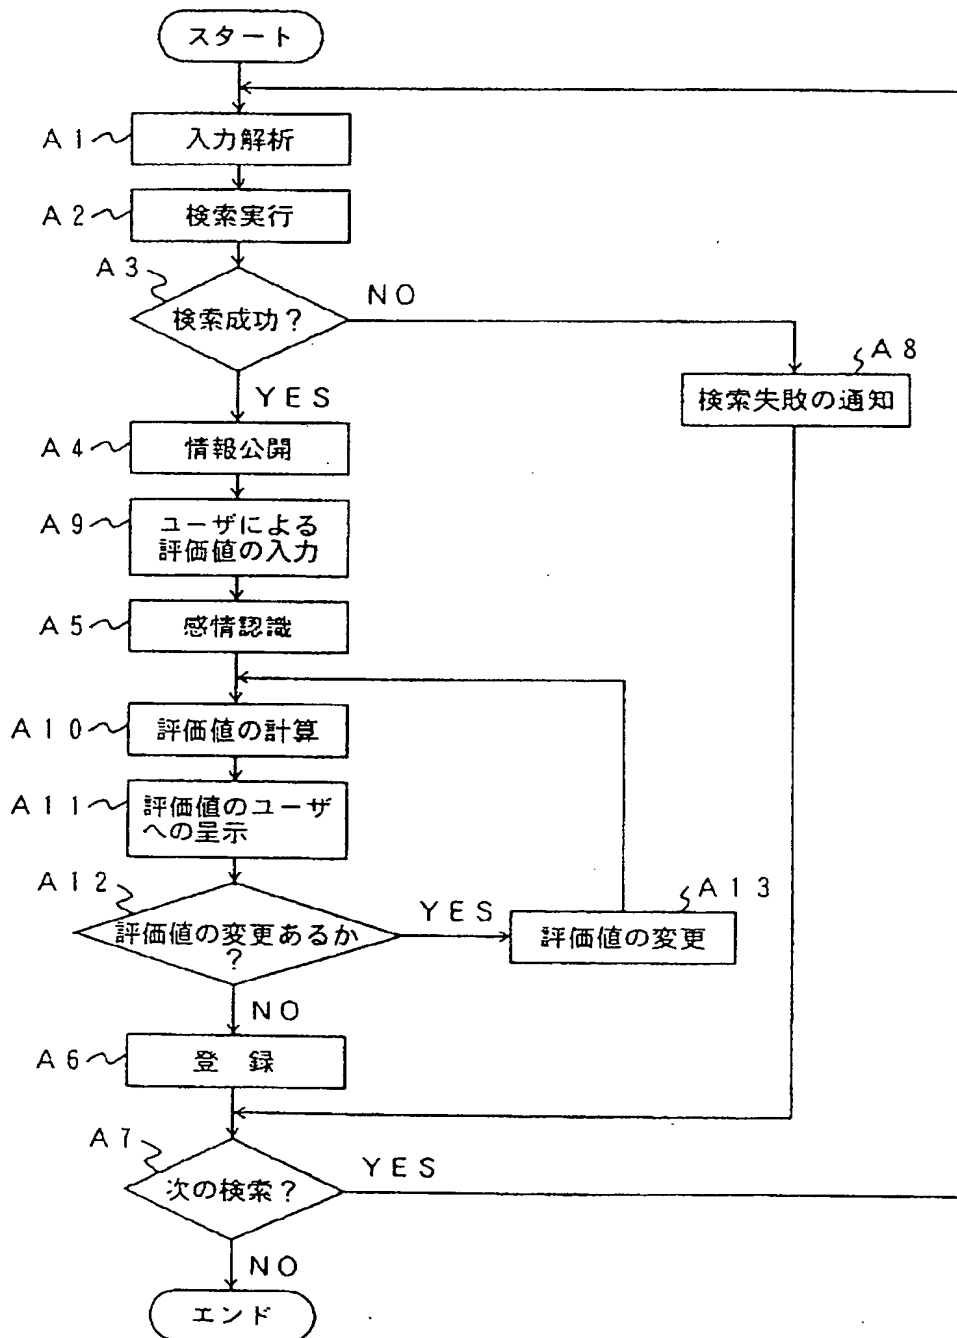 スタート
A1
入力解析
A2
検索実行
A3
検索成功?
NO
YES
A8
検索失敗の通知
A4
情報公開
A9
ユーザによる
評価値の入力
A5
感情認識
A10
評価値の計算
A11
評価値のユーザ
への呈示
A12
評価値の変更あるか
?
YES
A13
評価値の変更
NO
A6
登 録
A7
次の検索?
YES
NO
エンド